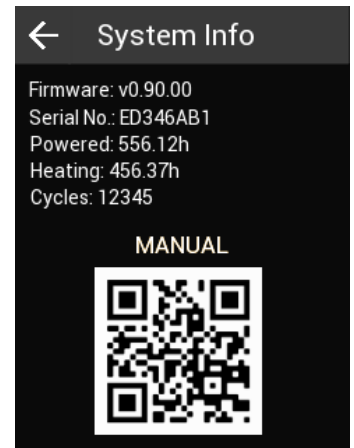 System Info
Firmware: v0.90.00
Serial No.: ED346AB1
Powered: 556.12h
Heating: 456.37h
Cycles: 12345
MANUAL